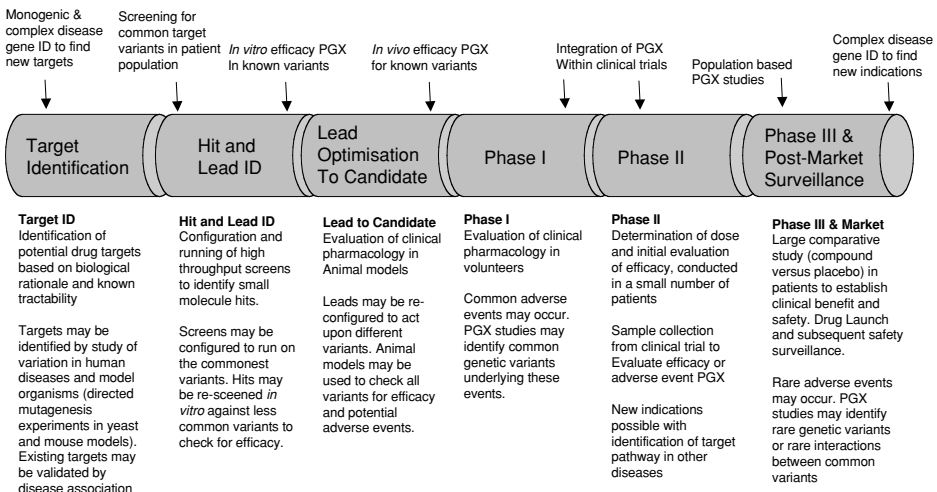 Monogenic &
complex disease
gene ID to find
new targets
Screening for
common target
variants in patient
population
In vitro efficacy PGX
In known variants
In vivo efficacy PGX
for known variants
Integration of PGX
Within clinical trials
Population based
PGX studies
Complex disease
gene ID to find
new indications
Target
Identification
Hit and
Lead ID
Lead
Optimisation
To Candidate
Phase I
Phase II
Phase III &
Post-Market
Surveillance
Target ID
Identification of
potential drug targets
based on biological
rationale and known
tractability
Targets may be
identified by study of
variation in human
diseases and model
organisms (directed
mutagenesis
experiments in yeast
and mouse models).
Existing targets may
be validated by
disease association
Hit and Lead ID
Configuration and
running of high
throughput screens
to identify small
molecule hits.
Screens may be
configured to run on
the commonest
variants. Hits may
be re-sceened in
vitro against less
common variants to
check for efficacy.
Lead to Candidate
Evaluation of clinical
pharmacology in
Animal models
Leads may be re-
configured to act
upon different
variants. Animal
models may be
used to check all
variants for efficacy
and potential
adverse events.
Phase I
Evaluation of clinical
pharmacology in
volunteers
Common adverse
events may occur.
PGX studies may
identify common
genetic variants
underlying these
events.
Phase II
Determination of dose
and initial evaluation
of efficacy, conducted
in a small number of
patients
Sample collection
from clinical trial to
Evaluate efficacy or
adverse event PGX
New indications
possible with
identification of target
pathway in other
diseases
Phase III & Market
Large comparative
study (compound
versus placebo) in
patients to establish
clinical benefit and
safety. Drug Launch
and subsequent safety
surveillance.
Rare adverse events
may occur. PGX
studies may identify
rare genetic variants
or rare interactions
between common
variants